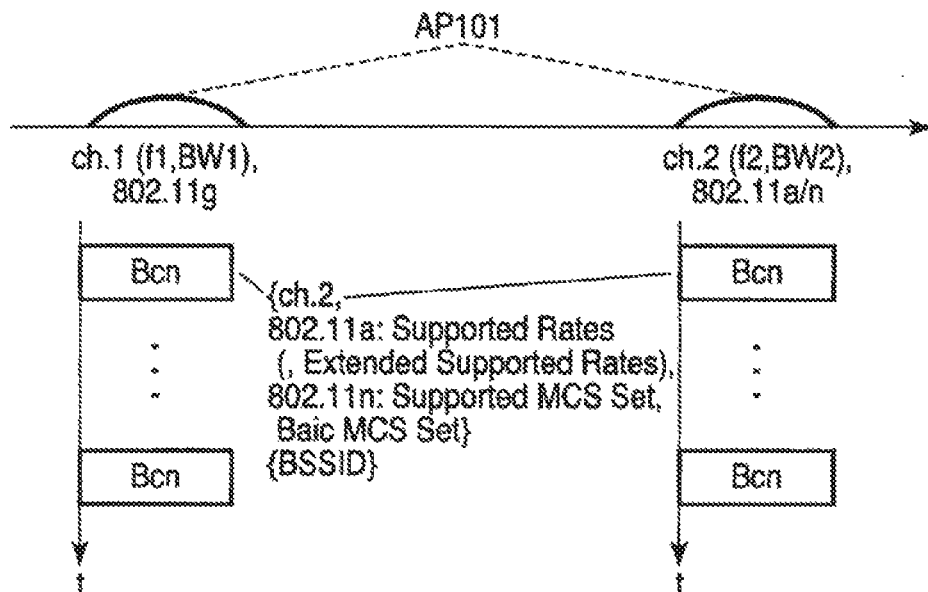 AP101
ch.1 (f1,BW1),
802.11g
ch.2 (f2,BW2),
802.11a/n
Bcn
Bcn
{ch.2,
802.11a: Supported Rates
(, Extended Supported Rates),
802.11n: Supported MCS Set,
Baic MCS Set}
{BSSID}
Bcn
Bcn
t
t